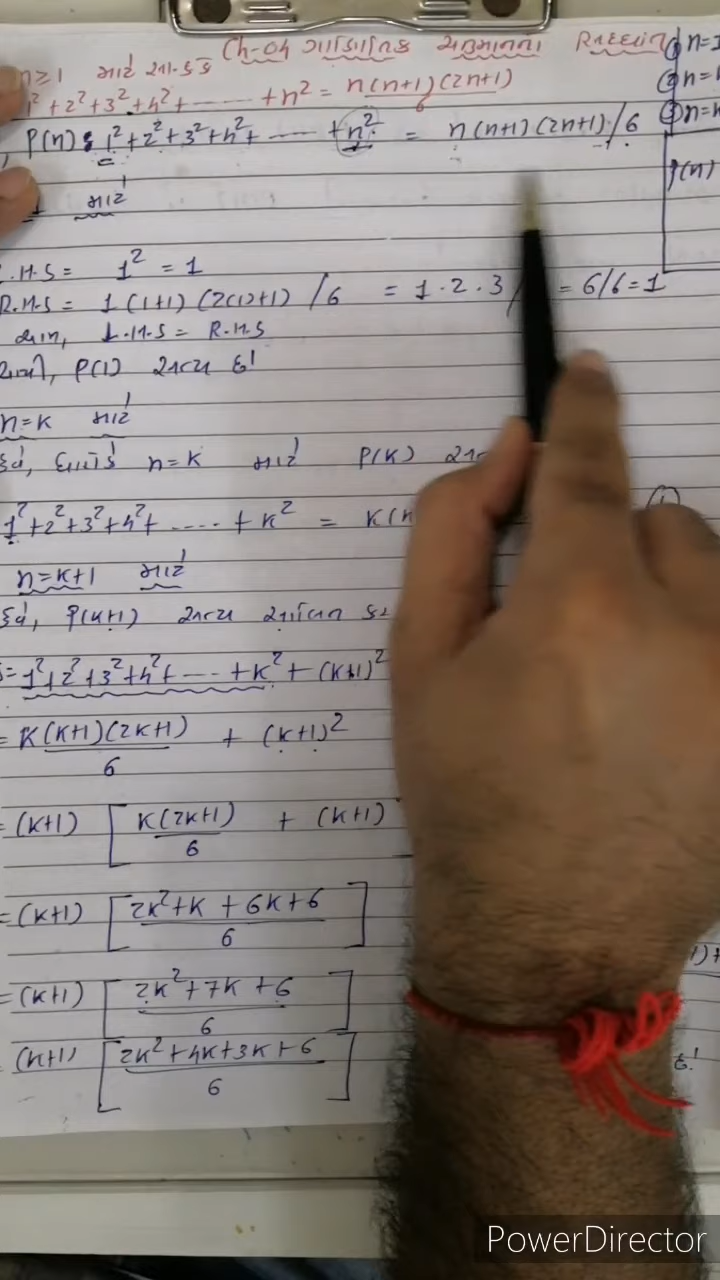 Ch-04 ગાણિતિક અનુમાનનો સિદ્ધાંત
n≥1 માટે સા.ક.કે
1²+2²+3²+4²+ ------ +n² = n(n+1)(2n+1)/6
P(n): 1²+2²+3²+4²+ ------ +n² = n(n+1)(2n+1)/6
માટે
L.H.S = 1² = 1
R.H.S = 1(1+1)(2(1)+1)/6 = 1·2·3/ = 6/6=1
L.H.S = R.H.S
P(1) સત્ય છે
n=K માટે
ધારો કે n=K માટે P(K)
1²+2²+3²+4²+ ..... +K² = K(
n=K+1 માટે
P(K+1) સત્ય સાબિત
=1²+2²+3²+4²+ --- +K²+(K+1)²
= K(K+1)(2K+1)/6 + (K+1)²
= (K+1) [K(2K+1)/6 + (K+1)
= (K+1) [2K²+K+6K+6/6]
= (K+1) [2K²+7K+6/6]
(K+1) [2K²+4K+3K+6/6]
① n=
② n=
③ n=
P(n)
PowerDirector